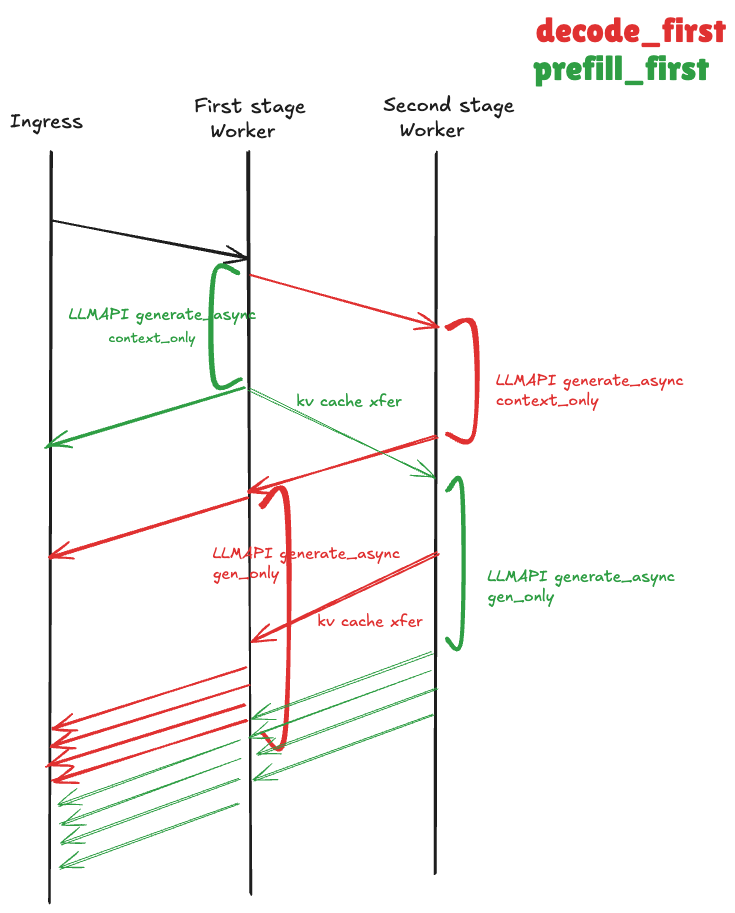 decode_first
prefill_first
Ingress
First stage
Worker
Second stage
Worker
LLMAPI generate_async
context_only
LLMAPI generate_async
context_only
kv cache xfer
LLMAPI generate_async
gen_only
LLMAPI generate_async
gen_only
kv cache xfer